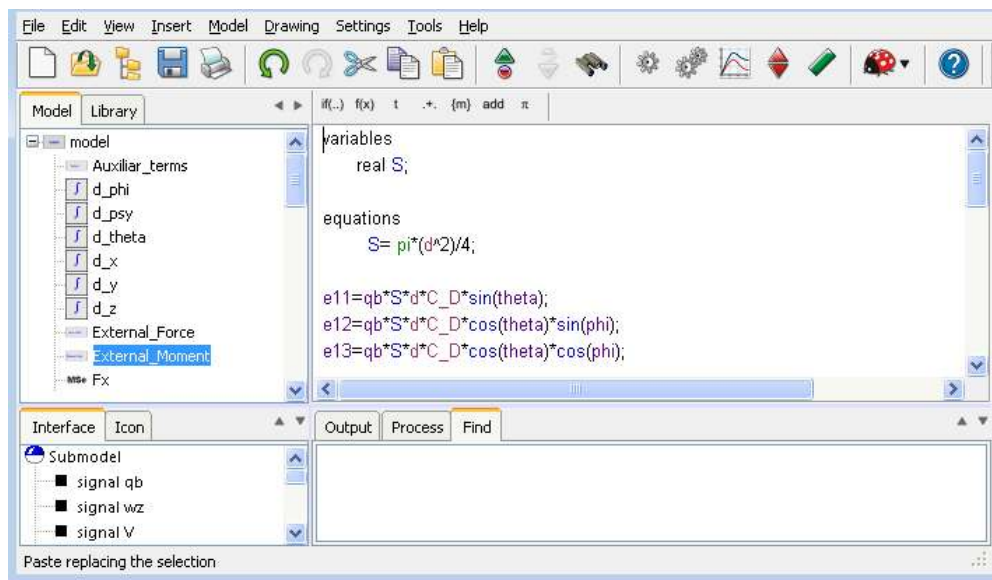 File Edit View Insert Model Drawing Settings Tools Help
Model Library
if(..) f(x) t .+. {m} add π
model
Auxiliar_terms
d_phi
d_psy
d_theta
d_x
d_y
d_z
External_Force
External_Moment
MSe Fx
variables
real S;
equations
S= pi*(d^2)/4;
e11=qb*S*d*C_D*sin(theta);
e12=qb*S*d*C_D*cos(theta)*sin(phi);
e13=qb*S*d*C_D*cos(theta)*cos(phi);
Interface Icon
Submodel
signal qb
signal wz
signal V
Output Process Find
Paste replacing the selection